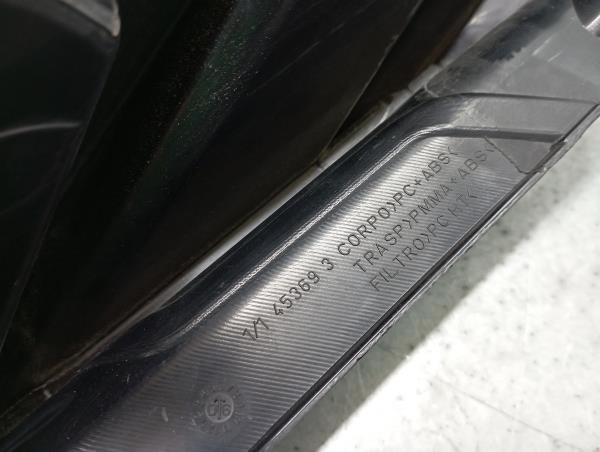 1/1 45369 3 CORPO>PC+ABS<
TRASP>PMMA<ABS<
FILTRO>PC HT<